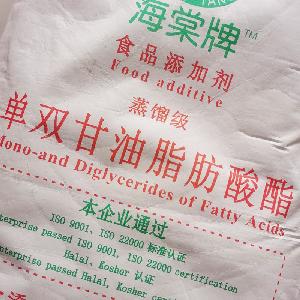 海棠牌™
食品添加剂
Food additive
蒸馏级
单双甘油脂肪酸酯
Mono-and Diglycerides of Fatty Acids
本企业通过
ISO 9001, ISO 22000 标准认证
enterprise passed ISO 9001, ISO 22000 certification
Halal, Kosher 认证
enterprise passed Halal, Kosher certification